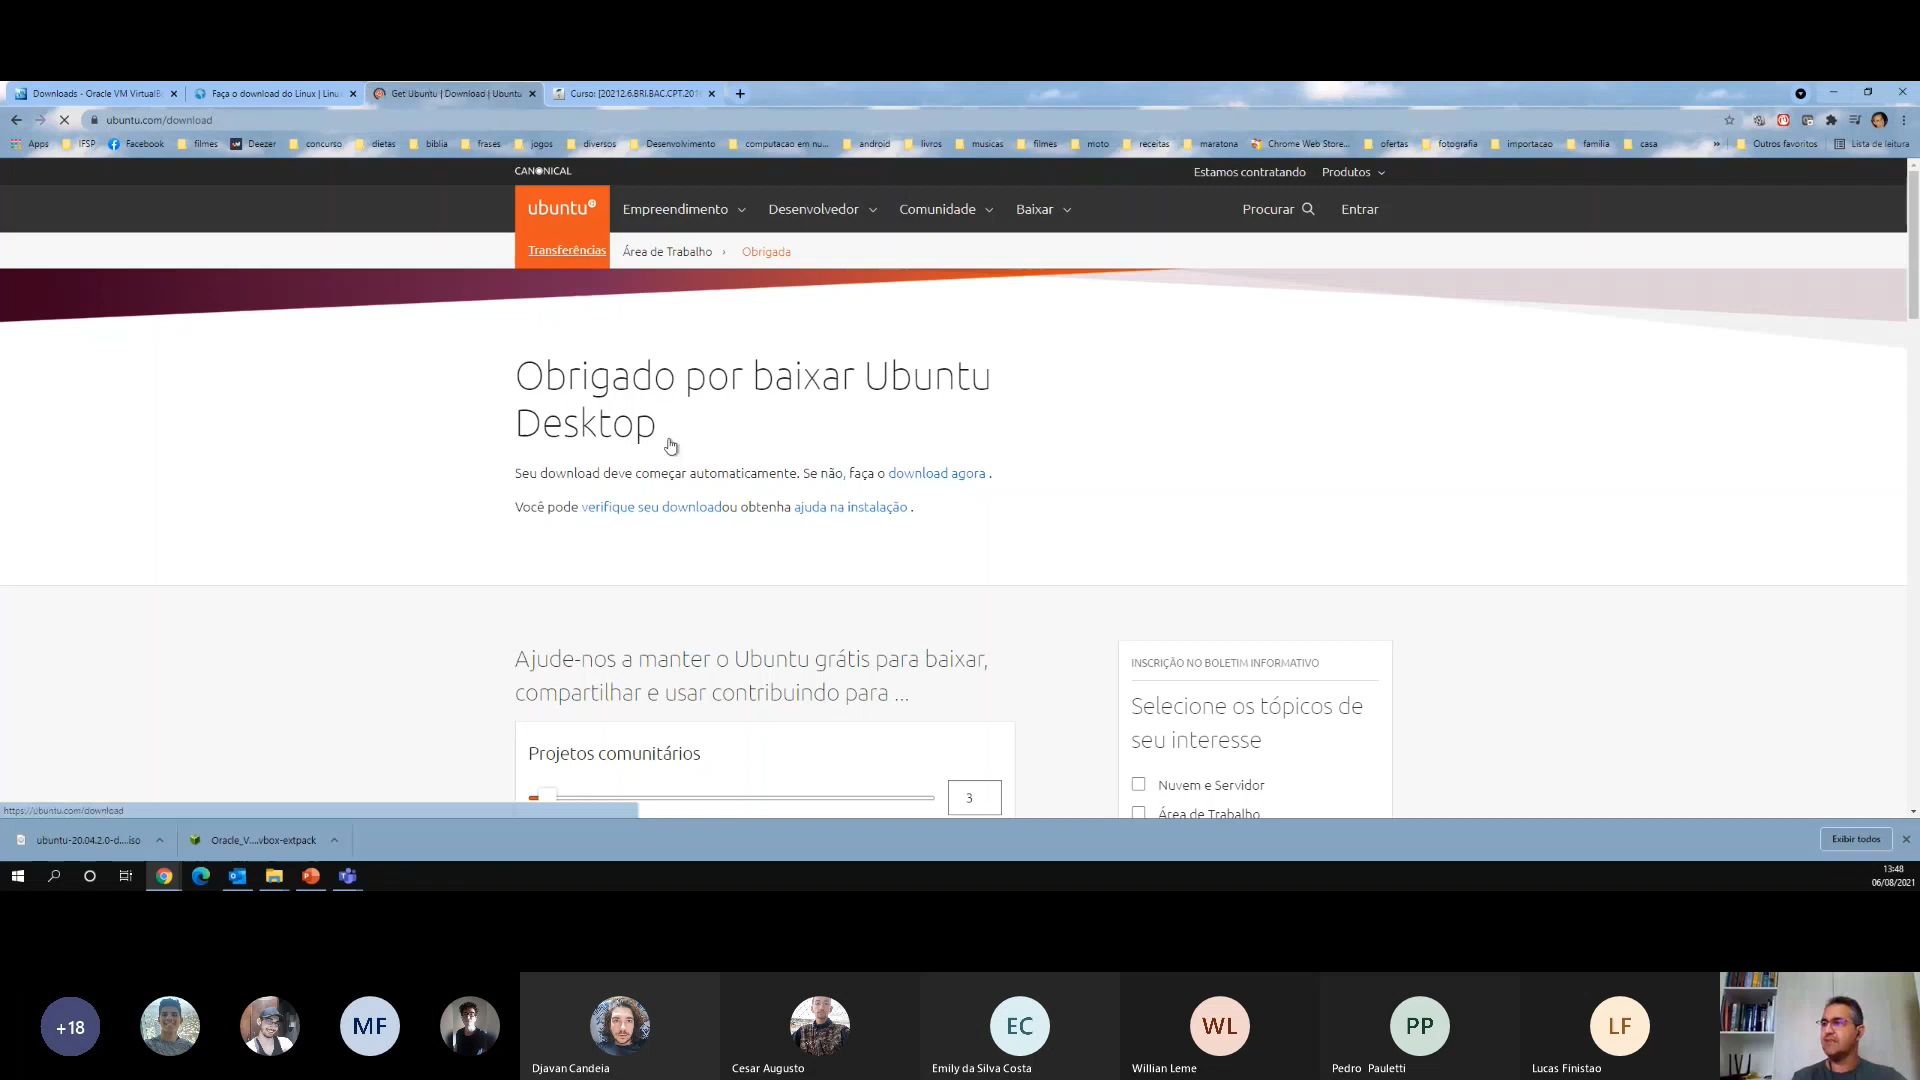 Downloads - Oracle VM VirtualB
Faça o download do Linux | Linu
Get Ubuntu | Download | Ubuntu
Curso: [20212.6.BRI.BAC.CPT.201
ubuntu.com/download
Apps IFSP Facebook filmes Deezer concurso dietas biblia frases jogos diversos Desenvolvimento computacao em nu... android livros musicas filmes moto receitas maratona Chrome Web Store... ofertas fotografia importacao familia casa » Outros favoritos Lista de leitura
CANONICAL
Estamos contratando Produtos
ubuntu Empreendimento Desenvolvedor Comunidade Baixar Procurar Entrar
Transferências Área de Trabalho › Obrigada
Obrigado por baixar Ubuntu
Desktop
Seu download deve começar automaticamente. Se não, faça o download agora .
Você pode verifique seu downloadou obtenha ajuda na instalação .
Ajude-nos a manter o Ubuntu grátis para baixar,
compartilhar e usar contribuindo para ...
Projetos comunitários
3
INSCRIÇÃO NO BOLETIM INFORMATIVO
Selecione os tópicos de
seu interesse
Nuvem e Servidor
Área de Trabalho
https://ubuntu.com/download
ubuntu-20.04.2.0-d....iso
Oracle_V....vbox-extpack
Exibir todos
13:48
06/08/2021
+18
MF
EC
WL
PP
LF
Djavan Candeia
Cesar Augusto
Emily da Silva Costa
Willian Leme
Pedro Pauletti
Lucas Finistao